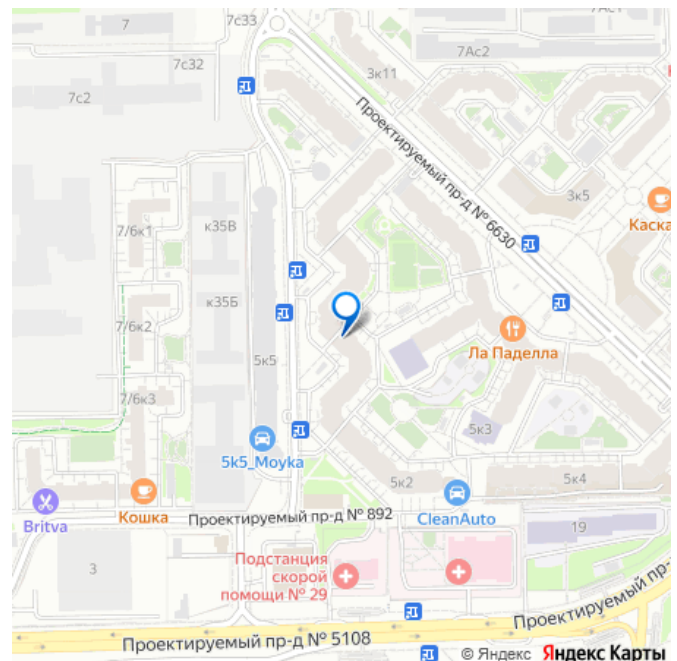 7с33
7
7с32
7с2
7Ас1
7Ас2
3к11
Проектируемый пр-д № 6630
3к5
Каска
к35В
7/6к1
к35Б
7/6к2
5к5
Ла Паделла
7/6к3
5к3
5k5_Moyka
5к2
5к4
Britva
Кошка
Проектируемый пр-д № 892
CleanAuto
19
3
Подстанция
скорой
помощи № 29
Проектируемый пр-
Проектируемый пр-д № 5108
© Яндекс Яндекс Карты